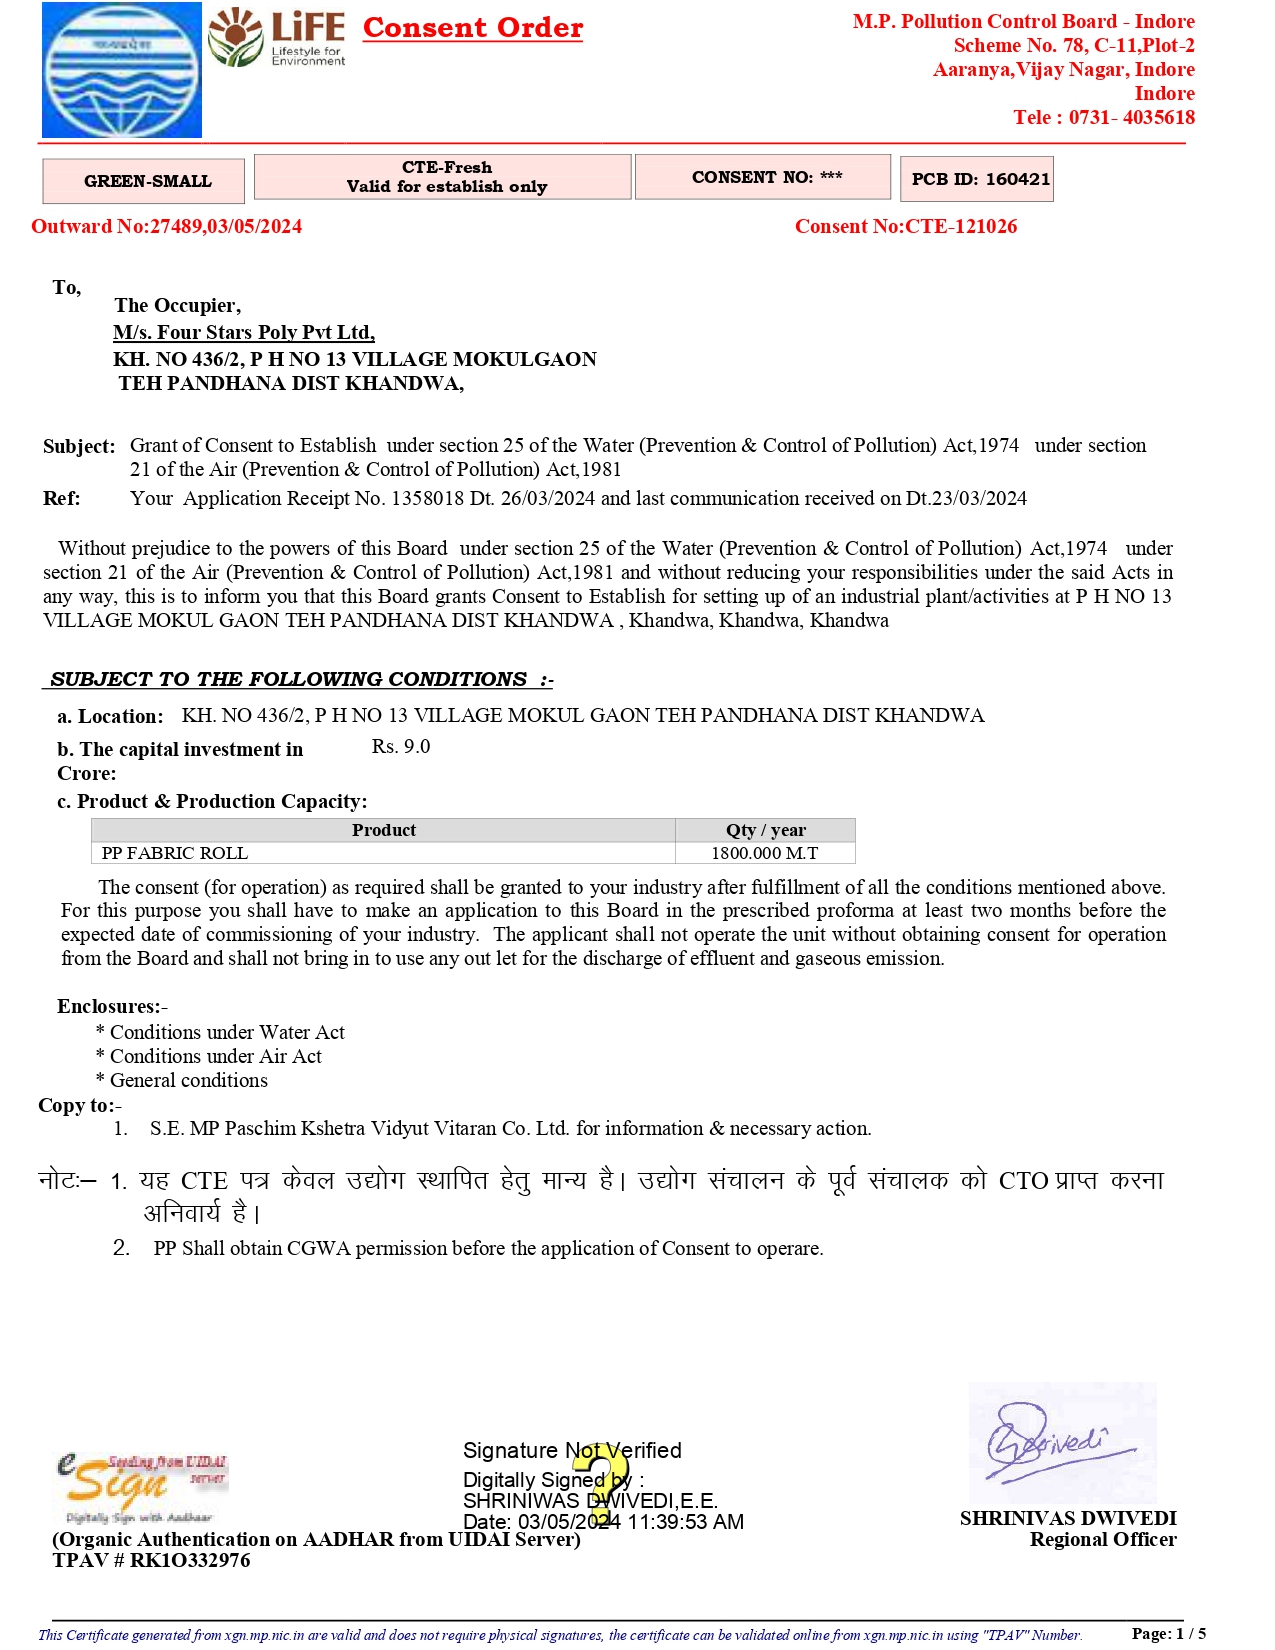 LiFE
Lifestyle for
Environment
Consent Order
M.P. Pollution Control Board - Indore
Scheme No. 78, C-11,Plot-2
Aaranya,Vijay Nagar, Indore
Indore
Tele : 0731- 4035618
GREEN-SMALL
CTE-Fresh
Valid for establish only
CONSENT NO: ***
PCB ID: 160421
Outward No:27489,03/05/2024 Consent No:CTE-121026
To,
The Occupier,
M/s. Four Stars Poly Pvt Ltd,
KH. NO 436/2, P H NO 13 VILLAGE MOKULGAON
TEH PANDHANA DIST KHANDWA,
Subject: Grant of Consent to Establish under section 25 of the Water (Prevention & Control of Pollution) Act,1974 under section
21 of the Air (Prevention & Control of Pollution) Act,1981
Ref: Your Application Receipt No. 1358018 Dt. 26/03/2024 and last communication received on Dt.23/03/2024
Without prejudice to the powers of this Board under section 25 of the Water (Prevention & Control of Pollution) Act,1974 under
section 21 of the Air (Prevention & Control of Pollution) Act,1981 and without reducing your responsibilities under the said Acts in
any way, this is to inform you that this Board grants Consent to Establish for setting up of an industrial plant/activities at P H NO 13
VILLAGE MOKUL GAON TEH PANDHANA DIST KHANDWA , Khandwa, Khandwa, Khandwa
SUBJECT TO THE FOLLOWING CONDITIONS :-
a. Location: KH. NO 436/2, P H NO 13 VILLAGE MOKUL GAON TEH PANDHANA DIST KHANDWA
b. The capital investment in Rs. 9.0
Crore:
c. Product & Production Capacity:
Product Qty / year
PP FABRIC ROLL 1800.000 M.T
The consent (for operation) as required shall be granted to your industry after fulfillment of all the conditions mentioned above.
For this purpose you shall have to make an application to this Board in the prescribed proforma at least two months before the
expected date of commissioning of your industry. The applicant shall not operate the unit without obtaining consent for operation
from the Board and shall not bring in to use any out let for the discharge of effluent and gaseous emission.
Enclosures:-
* Conditions under Water Act
* Conditions under Air Act
* General conditions
Copy to:-
1. S.E. MP Paschim Kshetra Vidyut Vitaran Co. Ltd. for information & necessary action.
नोटः– 1. यह CTE पत्र केवल उद्योग स्थापित हेतु मान्य है। उद्योग संचालन के पूर्व संचालक को CTO प्राप्त करना
अनिवार्य है।
2. PP Shall obtain CGWA permission before the application of Consent to operare.
eSign
Seeding from UIDAI
server
Digitally Sign with Aadhaar
Signature Not Verified
Digitally Signed by :
SHRINIWAS DWIVEDI,E.E.
Date: 03/05/2024 11:39:53 AM
SHRINIVAS DWIVEDI
Regional Officer
(Organic Authentication on AADHAR from UIDAI Server)
TPAV # RK1O332976
This Certificate generated from xgn.mp.nic.in are valid and does not require physical signatures, the certificate can be validated online from xgn.mp.nic.in using "TPAV" Number. Page: 1 / 5